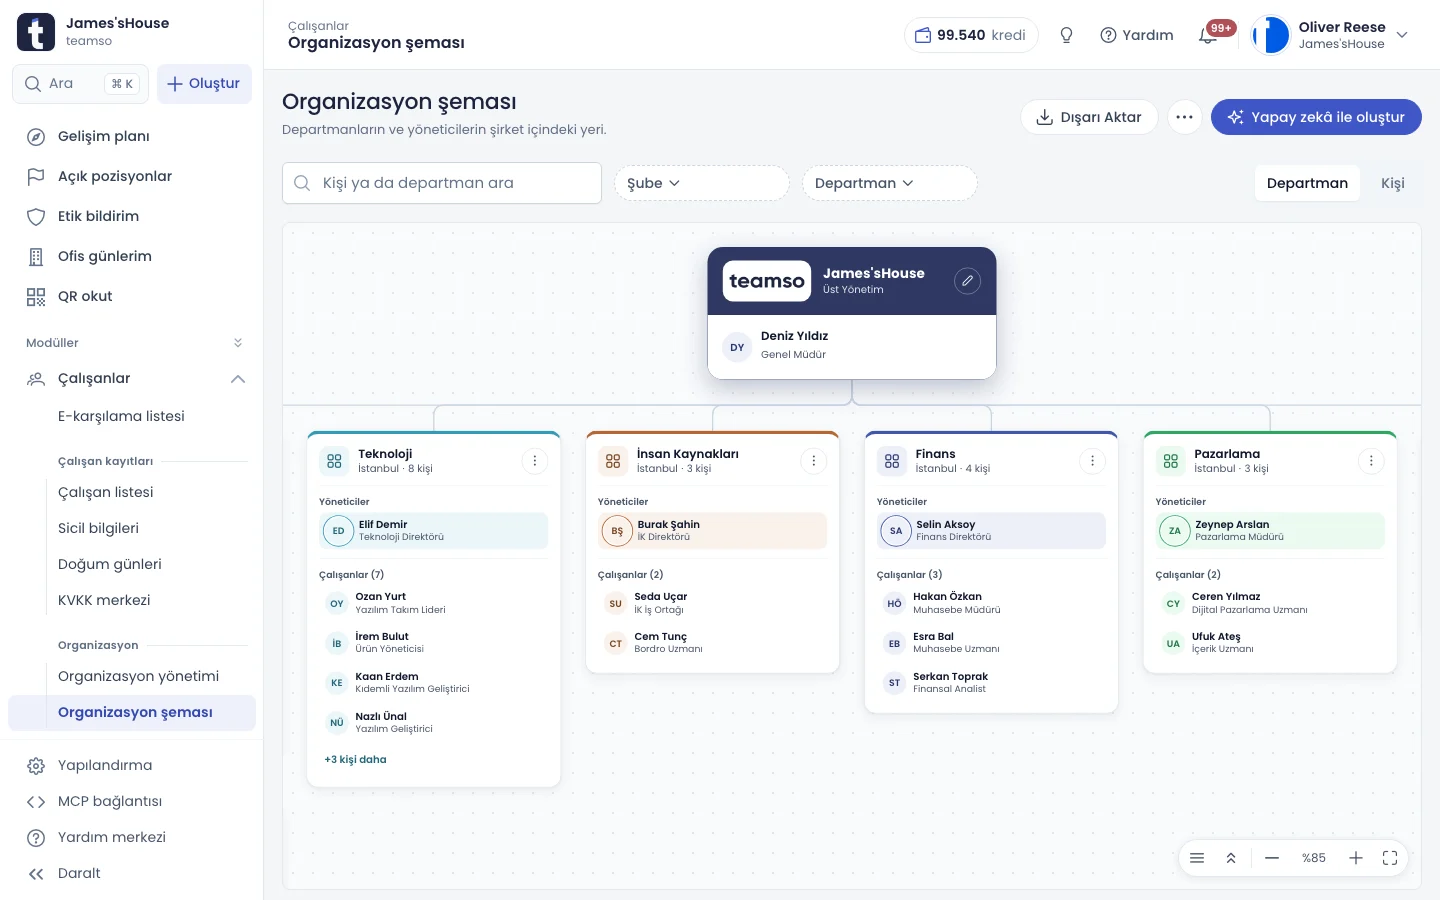 James'sHouse
teamso
Ara
⌘ K
Oluştur
Gelişim planı
Açık pozisyonlar
Etik bildirim
Ofis günlerim
QR okut
Modüller
Çalışanlar
E-karşılama listesi
Çalışan kayıtları
Çalışan listesi
Sicil bilgileri
Doğum günleri
KVKK merkezi
Organizasyon
Organizasyon yönetimi
Organizasyon şeması
Yapılandırma
MCP bağlantısı
Yardım merkezi
Daralt
Çalışanlar
Organizasyon şeması
99.540 kredi
Yardım
99+
Oliver Reese
James'sHouse
Organizasyon şeması
Departmanların ve yöneticilerin şirket içindeki yeri.
Dışarı Aktar
Yapay zekâ ile oluştur
Kişi ya da departman ara
Şube
Departman
Departman
Kişi
teamso
James'sHouse
Üst Yönetim
DY
Deniz Yıldız
Genel Müdür
Teknoloji
İstanbul · 8 kişi
Yöneticiler
ED
Elif Demir
Teknoloji Direktörü
Çalışanlar (7)
OY
Ozan Yurt
Yazılım Takım Lideri
İB
İrem Bulut
Ürün Yöneticisi
KE
Kaan Erdem
Kıdemli Yazılım Geliştirici
NÜ
Nazlı Ünal
Yazılım Geliştirici
+3 kişi daha
İnsan Kaynakları
İstanbul · 3 kişi
Yöneticiler
BŞ
Burak Şahin
İK Direktörü
Çalışanlar (2)
SU
Seda Uçar
İK İş Ortağı
CT
Cem Tunç
Bordro Uzmanı
Finans
İstanbul · 4 kişi
Yöneticiler
SA
Selin Aksoy
Finans Direktörü
Çalışanlar (3)
HÖ
Hakan Özkan
Muhasebe Müdürü
EB
Esra Bal
Muhasebe Uzmanı
ST
Serkan Toprak
Finansal Analist
Pazarlama
İstanbul · 3 kişi
Yöneticiler
ZA
Zeynep Arslan
Pazarlama Müdürü
Çalışanlar (2)
CY
Ceren Yılmaz
Dijital Pazarlama Uzmanı
UA
Ufuk Ateş
İçerik Uzmanı
%85